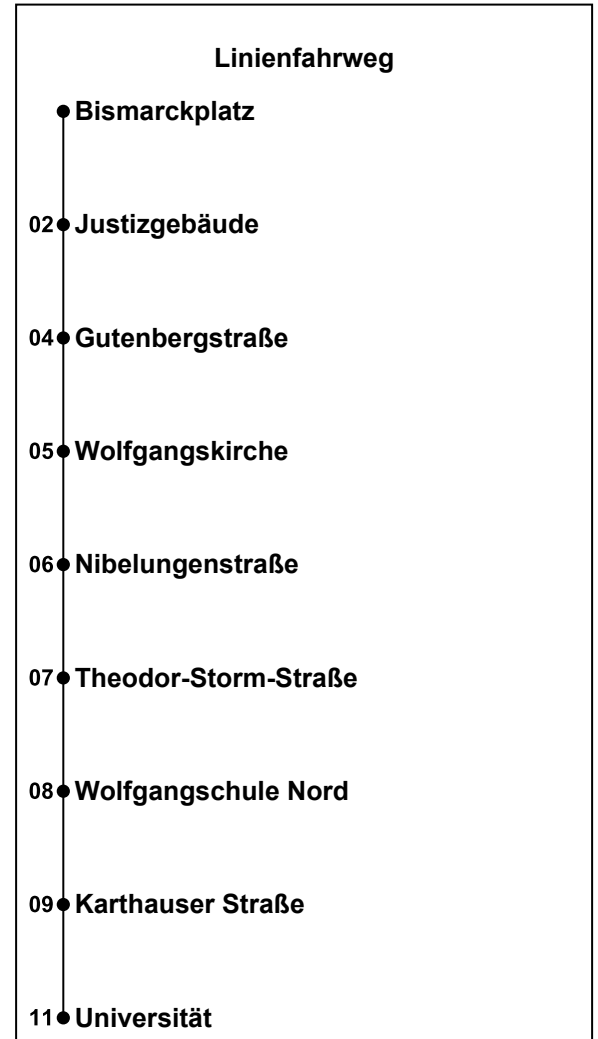 Linienfahrweg
Bismarckplatz
02 Justizgebäude
04 Gutenbergstraße
05 Wolfgangskirche
06 Nibelungenstraße
07 Theodor-Storm-Straße
08 Wolfgangschule Nord
09 Karthauser Straße
11 Universität